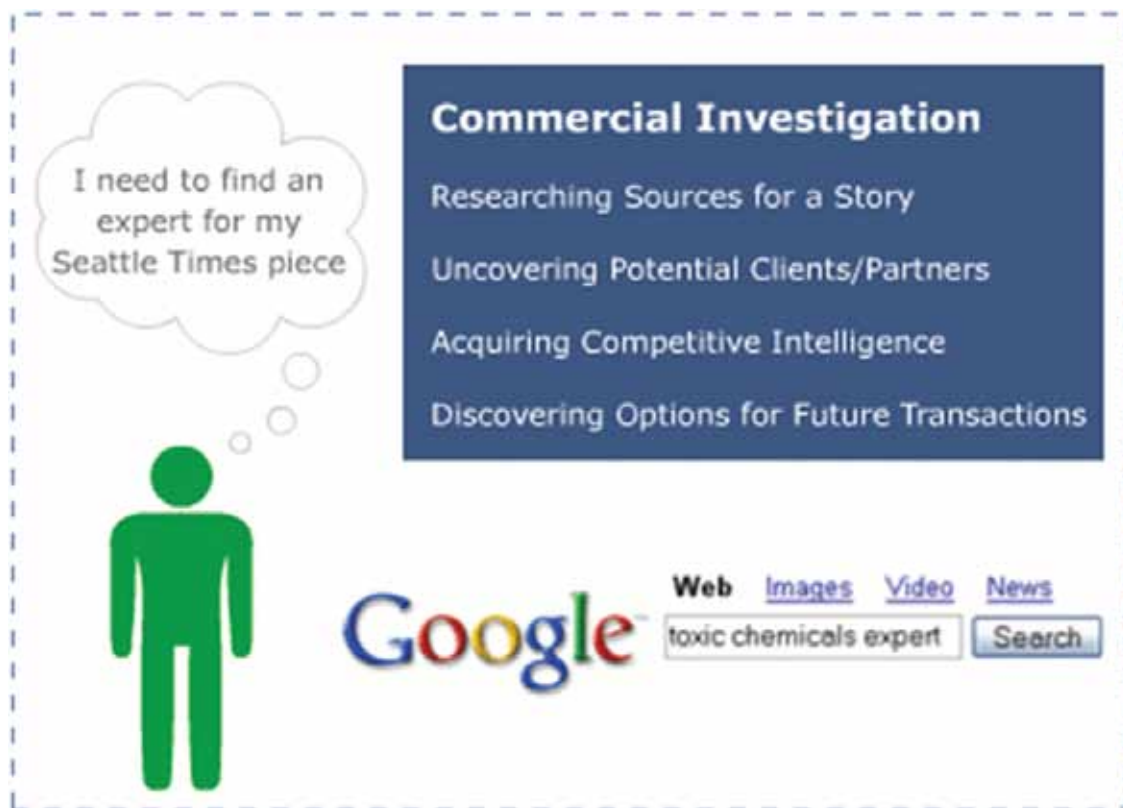 I need to find an
expert for my
Seattle Times piece
Commercial Investigation
Researching Sources for a Story
Uncovering Potential Clients/Partners
Acquiring Competitive Intelligence
Discovering Options for Future Transactions
Web Images Video News
Google™ toxic chemicals expert Search